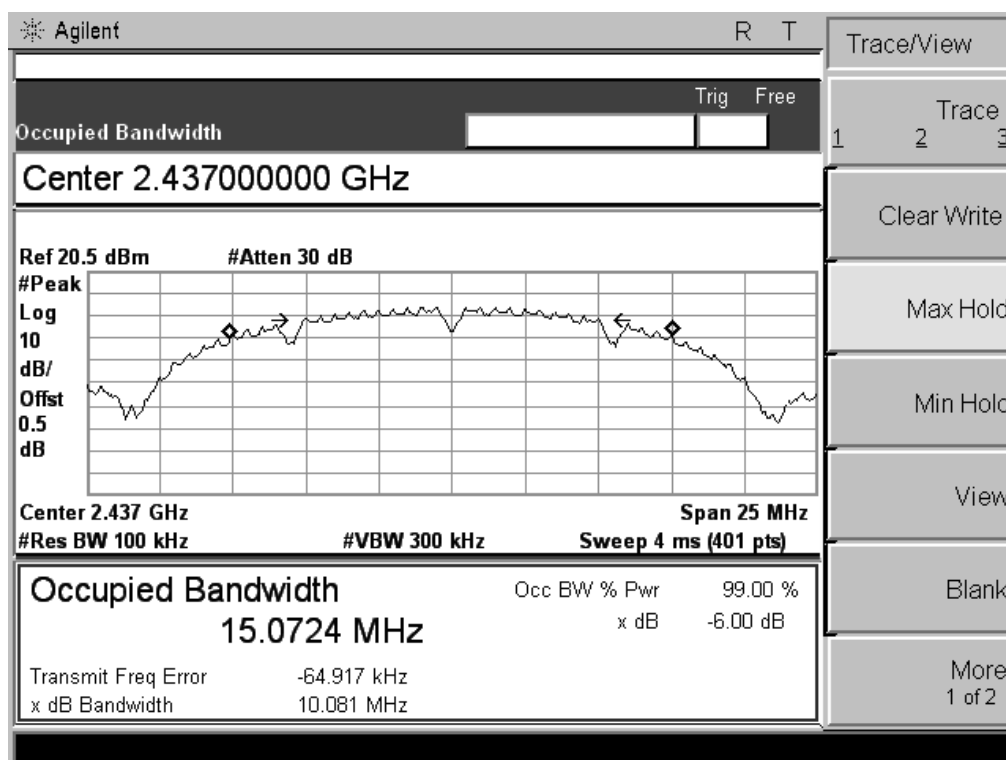 Agilent
R T
Trace/View
Trig Free
Occupied Bandwidth
Trace
1 2 3
Center 2.437000000 GHz
Clear Write
Ref 20.5 dBm #Atten 30 dB
#Peak
Log
10
dB/
Offst
0.5
dB
Max Hold
Min Hold
Center 2.437 GHz Span 25 MHz
#Res BW 100 kHz #VBW 300 kHz Sweep 4 ms (401 pts)
View
Occupied Bandwidth
15.0724 MHz
Occ BW % Pwr 99.00 %
x dB -6.00 dB
Transmit Freq Error -64.917 kHz
x dB Bandwidth 10.081 MHz
Blank
More
1 of 2